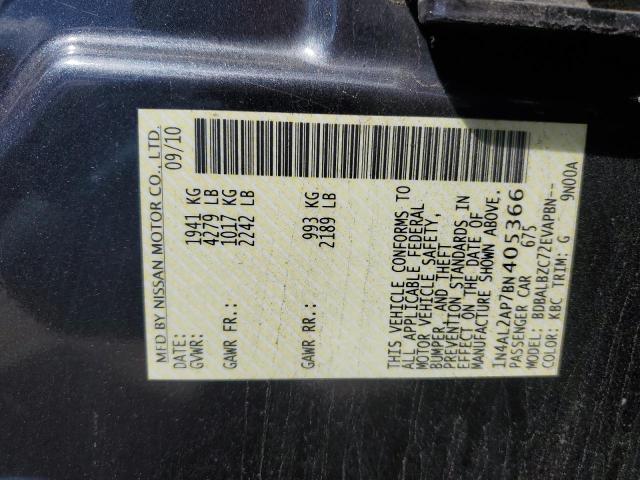 MFD BY NISSAN MOTOR CO., LTD.
DATE: 09/10
GVWR: 1941 KG
4279 LB
GAWR FR.: 1017 KG
2242 LB
GAWR RR.: 993 KG
2189 LB
THIS VEHICLE CONFORMS TO
ALL APPLICABLE FEDERAL
MOTOR VEHICLE SAFETY,
BUMPER, AND THEFT
PREVENTION STANDARDS IN
EFFECT ON THE DATE OF
MANUFACTURE SHOWN ABOVE.
1N4AL2AP7BN405366
PASSENGER CAR 675
MODEL: BDBALBZC72EVAPBN--
COLOR: KBC TRIM: G 9N00A